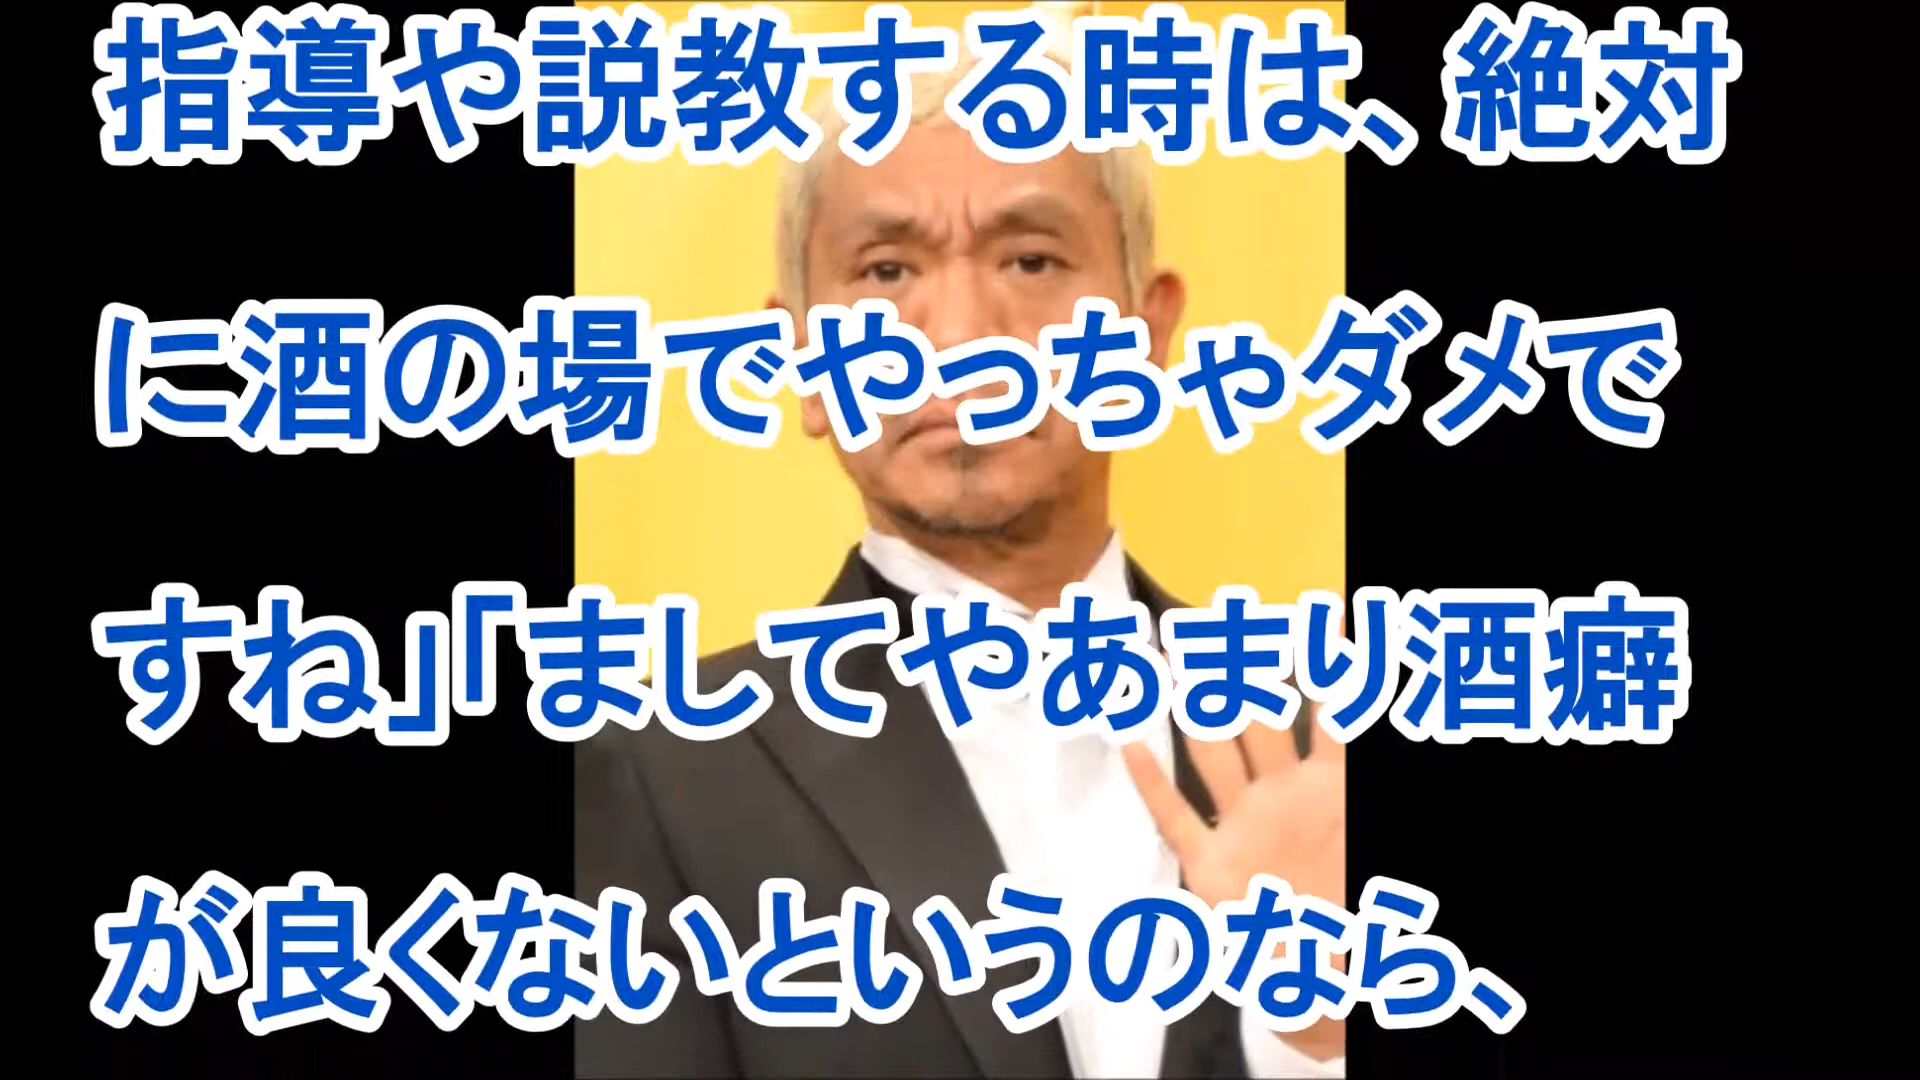 指導や説教する時は、絶対
に酒の場でやっちゃダメで
すね」「ましてやあまり酒癖
が良くないというのなら、